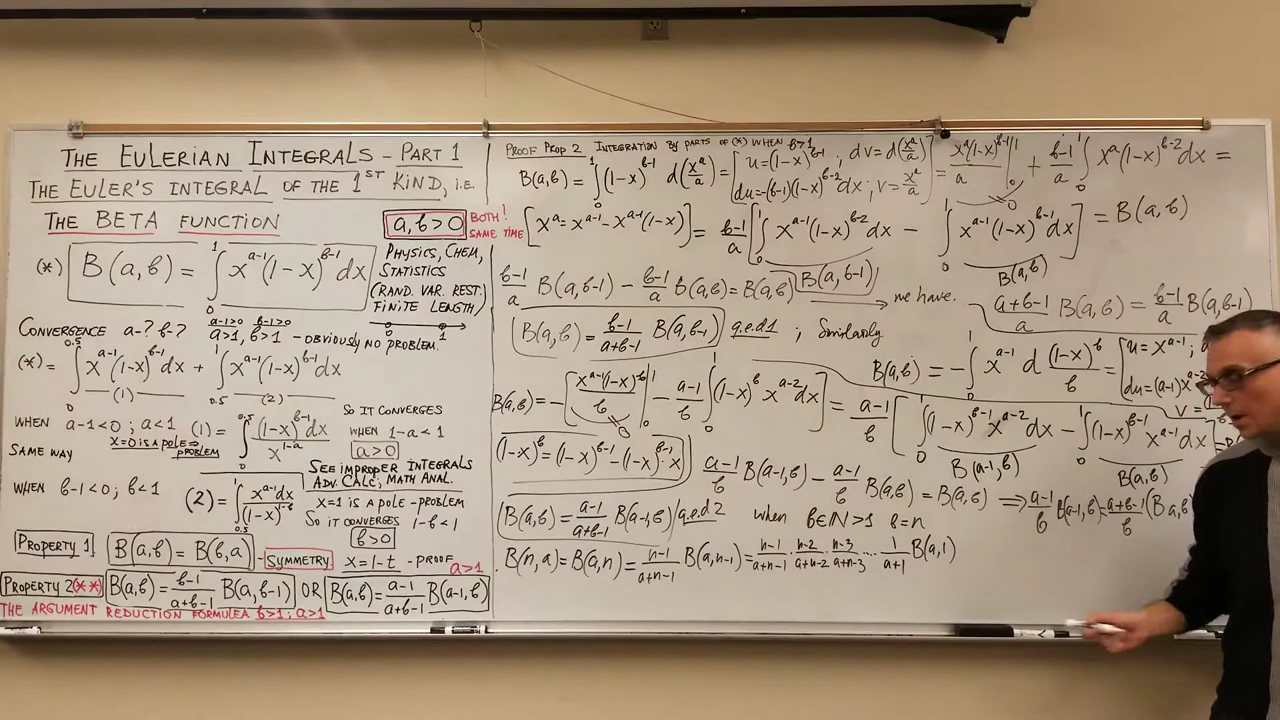 THE EULERIAN INTEGRALS - PART 1
THE EULER'S INTEGRAL OF THE 1ST KIND, i.e.
THE BETA FUNCTION
a,b>0 BOTH! SAME TIME
(*) B(a,b) = ∫₀¹ x^{a-1}(1-x)^{b-1}dx
PHYSICS, CHEM,
STATISTICS
(RAND. VAR. REST.
FINITE LENGTH)
0 1
CONVERGENCE a-? b-? a-1>0 b-1>0 a>1, b>1 - OBVIOUSLY NO PROBLEM.
(*) = ∫₀^{0.5} x^{a-1}(1-x)^{b-1}dx + ∫_{0.5}^{1} x^{a-1}(1-x)^{b-1}dx
(1) (2)
WHEN a-1<0; a<1 (1) = ∫₀^{0.5} (1-x)^{b-1}dx / x^{1-a}
X=0 IS A POLE ⇒ PROBLEM
SO IT CONVERGES
WHEN 1-a<1
a>0
SAME WAY
SEE IMPROPER INTEGRALS
ADV. CALC; MATH ANAL.
WHEN b-1<0; b<1 (2) = ∫_{0.5}^{1} x^{a-1}dx / (1-x)^{1-b}
X=1 IS A POLE - PROBLEM
SO IT CONVERGES 1-b<1
b>0
PROPERTY 1 B(a,b) = B(b,a) - SYMMETRY x=1-t - PROOF
a>1
PROPERTY 2(**) B(a,b) = (b-1)/(a+b-1) B(a,b-1) OR B(a,b) = (a-1)/(a+b-1) B(a-1,b)
THE ARGUMENT REDUCTION FORMULEA b>1; a>1
PROOF PROP 2 INTEGRATION BY PARTS OF (*) WHEN b>1
B(a,b) = ∫₀¹ (1-x)^{b-1} d(x^a/a) = [u=(1-x)^{b-1}; dv=d(x^a/a) du=-(b-1)(1-x)^{b-2}dx; v=x^a/a] = x^a(1-x)^{b-1}/a |₀¹ + (b-1)/a ∫₀¹ x^a(1-x)^{b-2}dx =
=0
[x^a = x^{a-1} - x^{a-1}(1-x)] = (b-1)/a [∫₀¹ x^{a-1}(1-x)^{b-2}dx - ∫₀¹ x^{a-1}(1-x)^{b-1}dx] = B(a,b)
B(a,b-1) B(a,b)
(b-1)/a B(a,b-1) - (b-1)/a B(a,b) = B(a,b) → we have. (a+b-1)/a B(a,b) = (b-1)/a B(a,b-1)
B(a,b) = (b-1)/(a+b-1) B(a,b-1) q.e.d 1 ; Similarly
B(a,b) = -∫₀¹ x^{a-1} d (1-x)^b/b = [u=x^{a-1}; du=(a-1)x^{a-2} v=
B(a,b) = -[x^{a-1}(1-x)^b/b |₀¹ - (a-1)/b ∫₀¹ (1-x)^b x^{a-2}dx] = (a-1)/b [∫₀¹ (1-x)^{b-1}x^{a-2}dx - ∫₀¹ (1-x)^{b-1}x^{a-1}dx]
=0 B(a-1,b) B(a,b)
(1-x)^b = (1-x)^{b-1} - (1-x)^{b-1}·x
(a-1)/b B(a-1,b) - (a-1)/b B(a,b) = B(a,b) ⇒ (a-1)/b B(a-1,b) = (a+b-1)/b (B a,b)
B(a,b) = (a-1)/(a+b-1) B(a-1,b) q.e.d 2 when b∈ℕ>1 b=n
B(n,a) = B(a,n) = (n-1)/(a+n-1) B(a,n-1) = (n-1)/(a+n-1) · (n-2)/(a+n-2) · (n-3)/(a+n-3) ··· 1/(a+1) B(a,1)